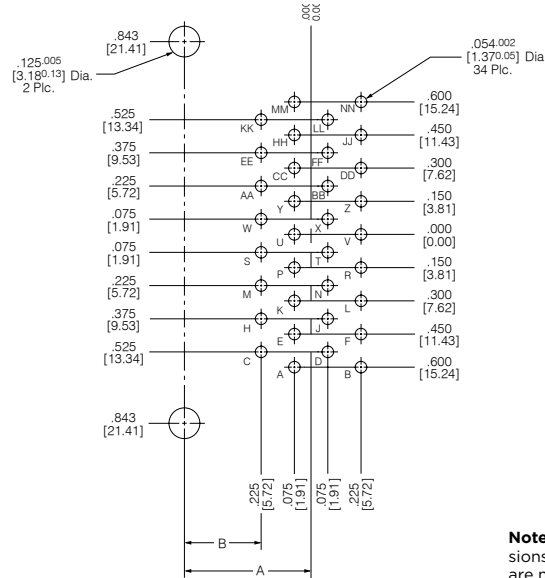 .000
0.00
.843
[21.41]
.125.005
[3.180.13] Dia.
2 Plc.
.054.002
[1.370.05] Dia
34 Plc.
MM
NN
.600
[15.24]
.525
[13.34]
KK
LL
HH
JJ
.450
[11.43]
.375
[9.53]
EE
FF
CC
DD
.300
[7.62]
.225
[5.72]
AA
BB
Y
Z
.150
[3.81]
.075
[1.91]
W
X
U
V
.000
[0.00]
.075
[1.91]
S
T
P
R
.150
[3.81]
.225
[5.72]
M
N
K
L
.300
[7.62]
.375
[9.53]
H
J
E
F
.450
[11.43]
.525
[13.34]
C
D
A
B
.600
[15.24]
.843
[21.41]
.225
[5.72]
.075
[1.91]
.075
[1.91]
.225
[5.72]
B
A
Note
sions
are n